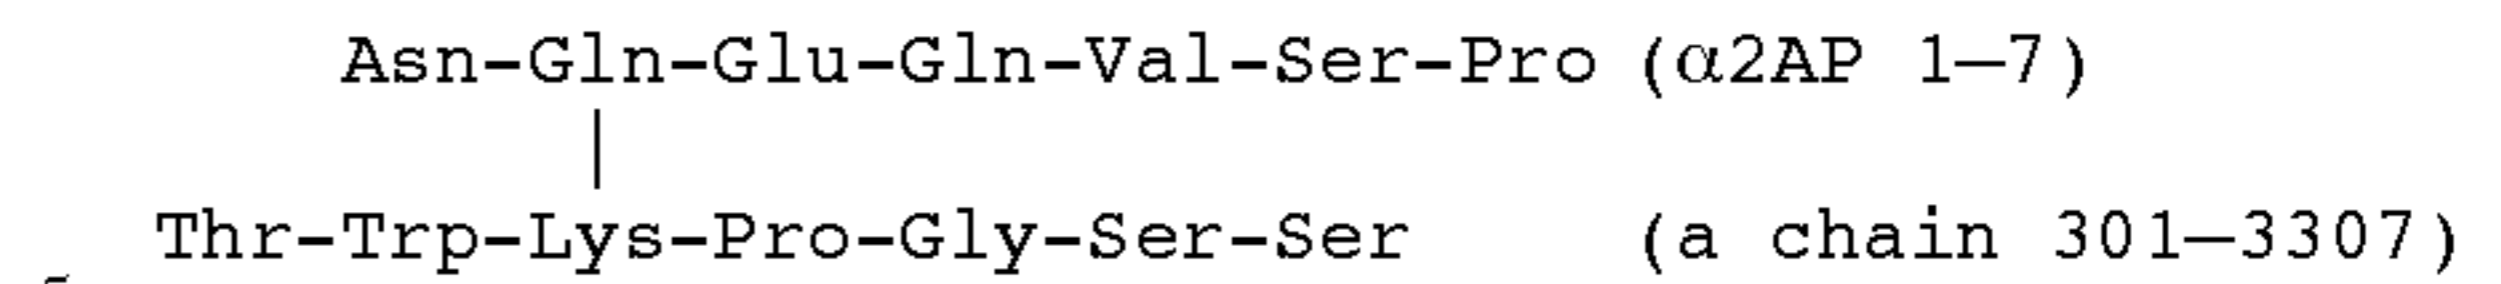 Asn-Gln-Glu-Gln-Val-Ser-Pro (α2AP 1–7)
Thr-Trp-Lys-Pro-Gly-Ser-Ser (a chain 301–3307)